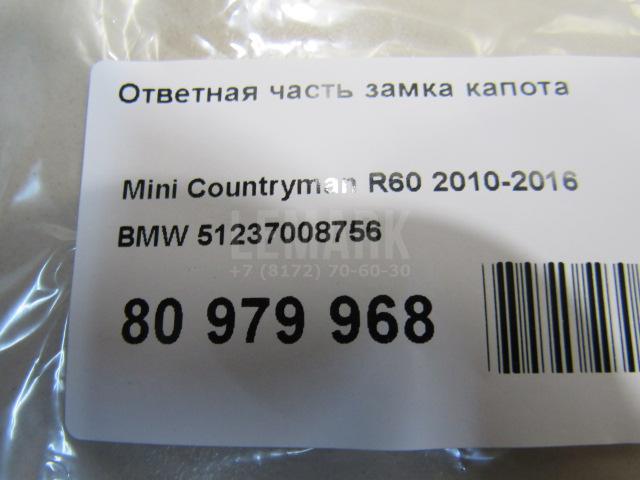 Ответная часть замка капота
Mini Countryman R60 2010-2016
BMW 51237008756
LEMARK
+7 (8172) 70-60-30
80 979 968